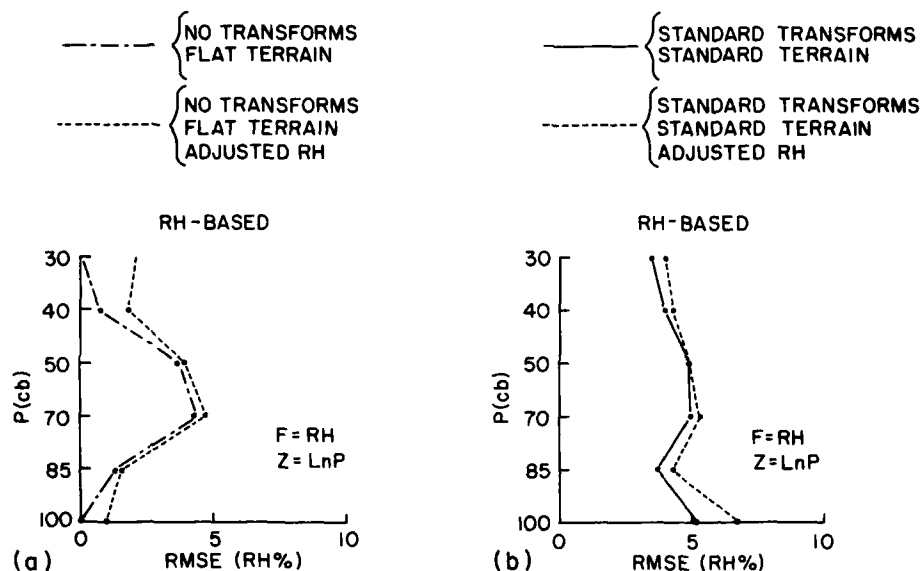 NO TRANSFORMS
FLAT TERRAIN
NO TRANSFORMS
FLAT TERRAIN
ADJUSTED RH
STANDARD TRANSFORMS
STANDARD TERRAIN
STANDARD TRANSFORMS
STANDARD TERRAIN
ADJUSTED RH
RH-BASED
30
40
50
70
85
100
P(cb)
F=RH
Z=LnP
0
5
10
RMSE (RH%)
(a)
RH-BASED
30
40
50
70
85
100
P(cb)
F=RH
Z=LnP
0
5
10
RMSE (RH%)
(b)